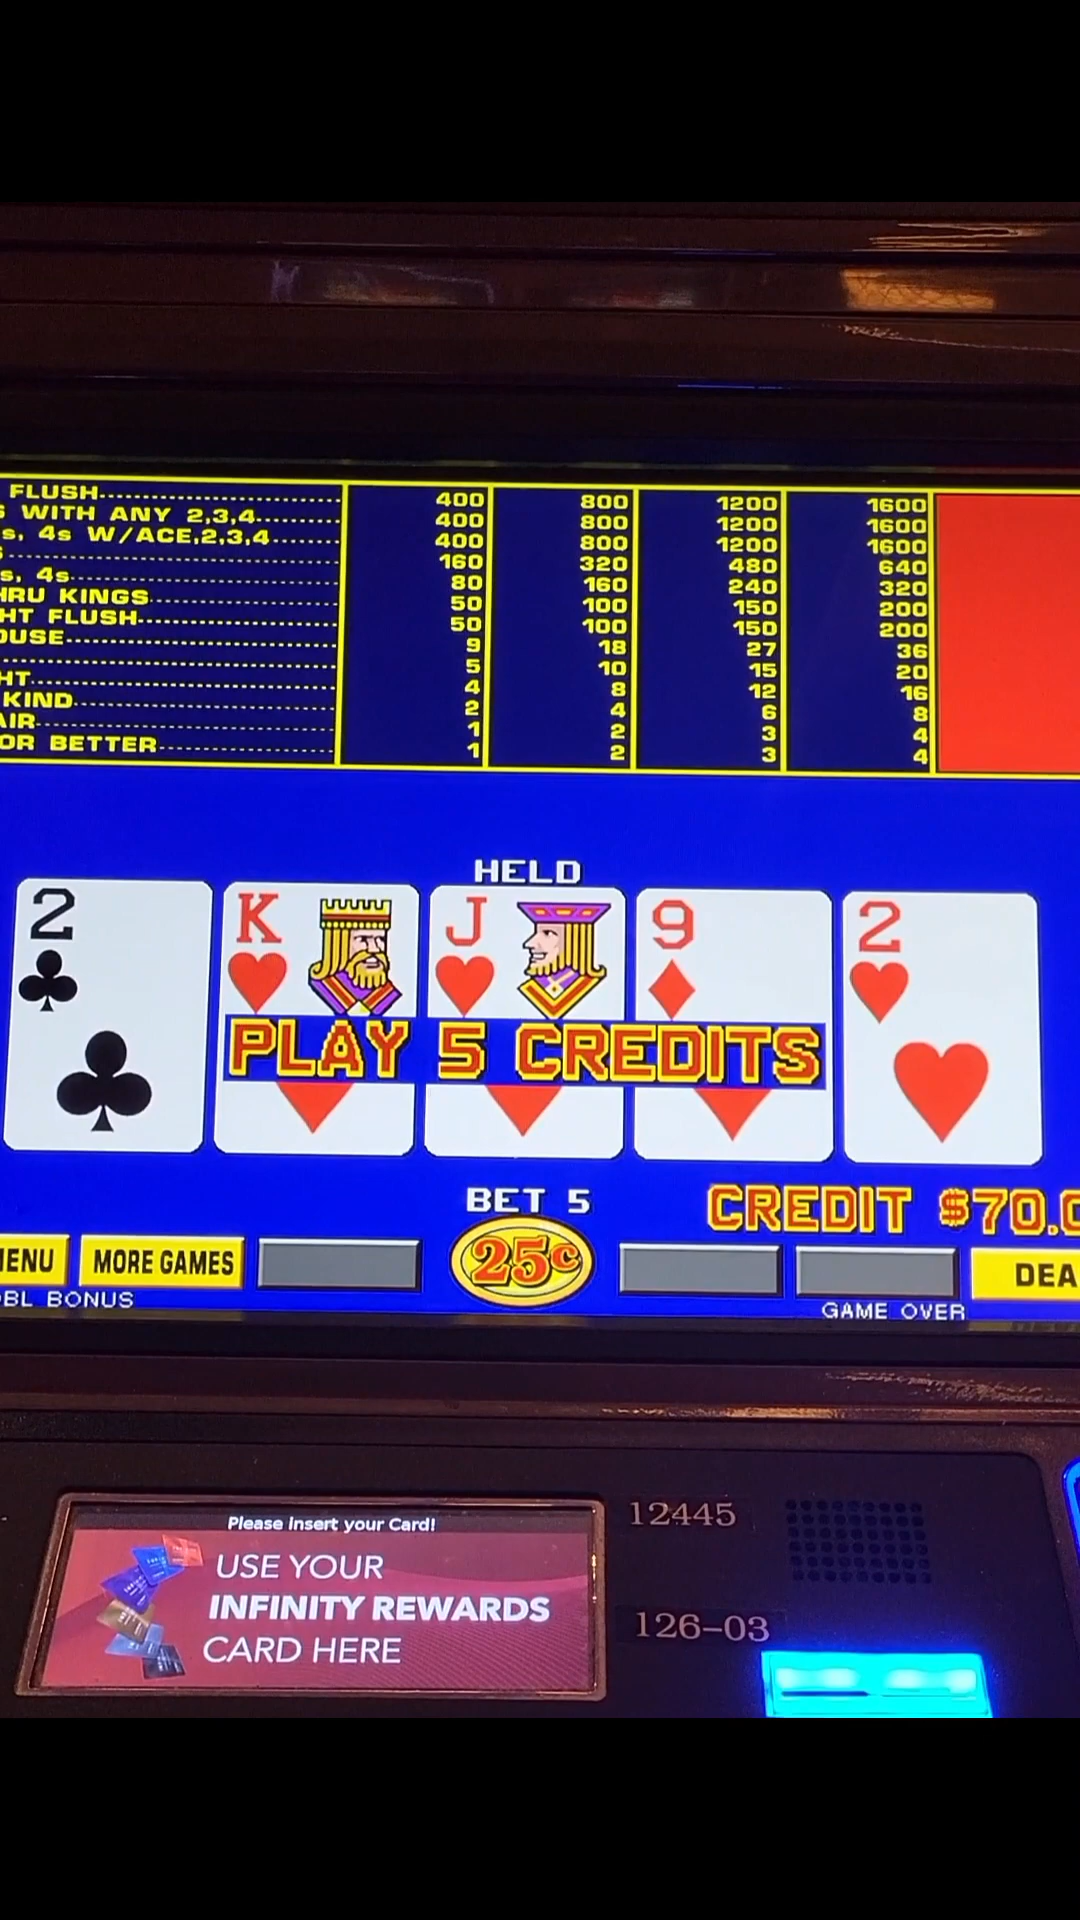 FLUSH 400 800 1200 1600
WITH ANY 2,3,4 400 800 1200 1600
s, 4s W/ACE,2,3,4 400 800 1200 1600
160 320 480 640
s, 4s 80 160 240 320
HRU KINGS 50 100 150 200
HT FLUSH 50 100 150 200
OUSE 9 18 27 36
5 10 15 20
HT 4 8 12 16
KIND 2 4 6 8
AIR 1 2 3 4
OR BETTER 1 2 3 4
HELD
2 K J 9 2
PLAY 5 CREDITS
BET 5
CREDIT $70.0
MENU
MORE GAMES
25¢
DEA
DBL BONUS
GAME OVER
Please insert your Card!
USE YOUR
INFINITY REWARDS
CARD HERE
12445
126-03